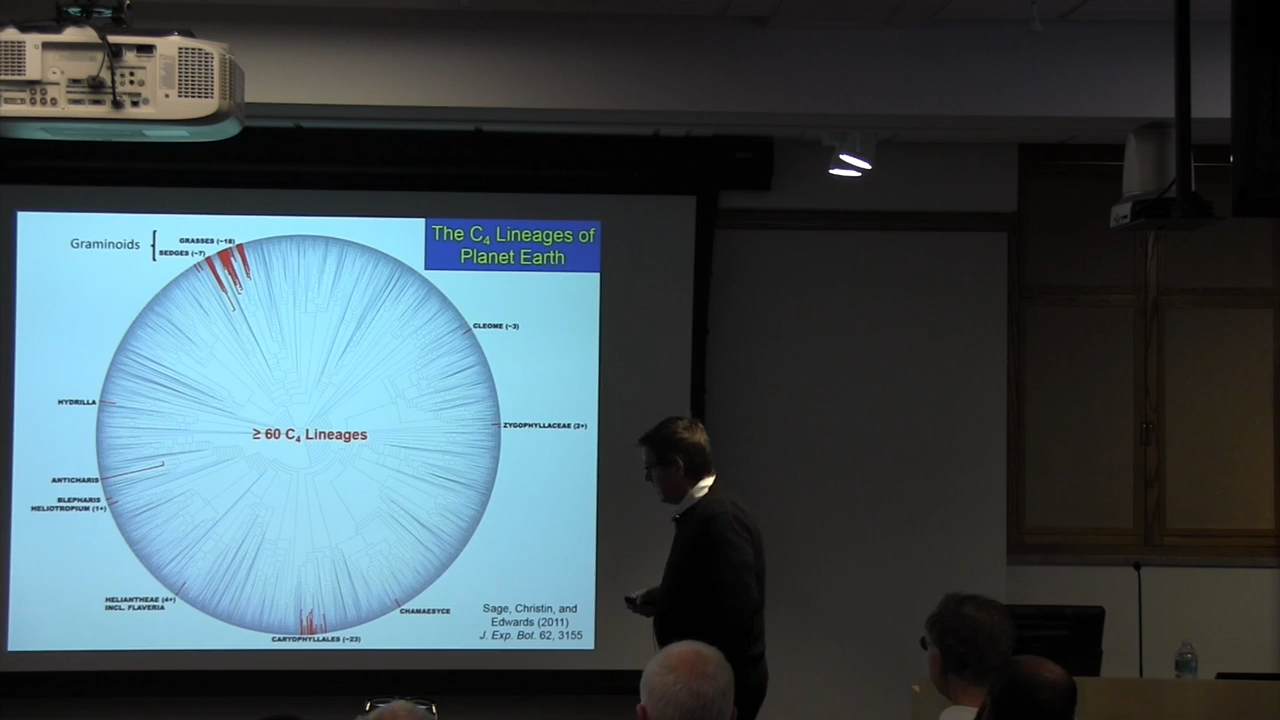 The C4 Lineages of
Planet Earth
Graminoids
GRASSES (~18)
SEDGES (~7)
CLEOME (~3)
HYDRILLA
ZYGOPHYLLACEAE (2+)
≥ 60 C4 Lineages
ANTICHARIS
BLEPHARIS
HELIOTROPIUM (1+)
HELIANTHEAE (4+)
INCL. FLAVERIA
CHAMAESYCE
CARYOPHYLLALES (~23)
Sage, Christin, and
Edwards (2011)
J. Exp. Bot. 62, 3155